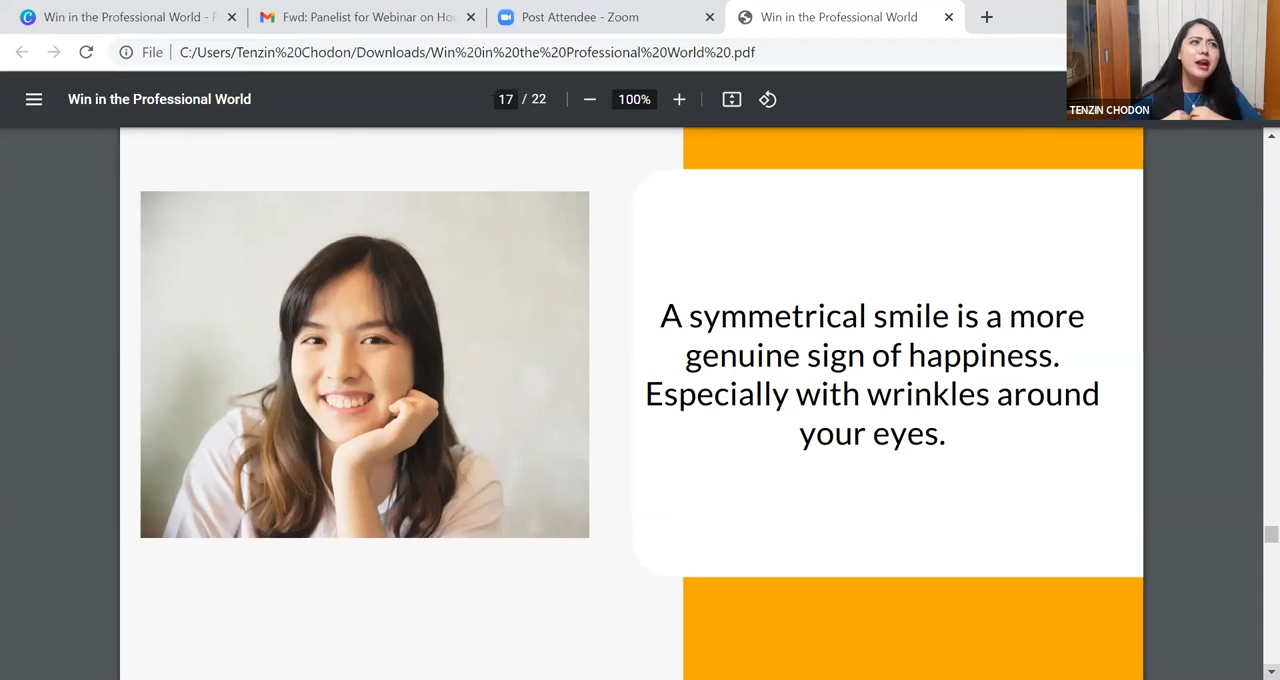 Win in the Professional World -
Fwd: Panelist for Webinar on Ho
Post Attendee - Zoom
Win in the Professional World
File
C:/Users/Tenzin%20Chodon/Downloads/Win%20in%20the%20Professional%20World%20.pdf
Win in the Professional World
17 / 22
100%
TENZIN CHODON
A symmetrical smile is a more
genuine sign of happiness.
Especially with wrinkles around
your eyes.